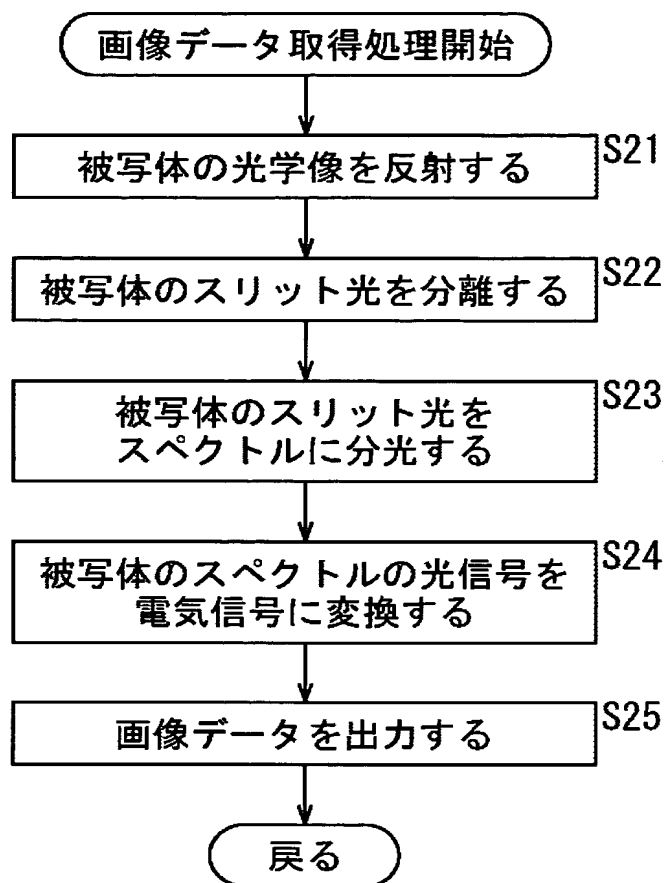 画像データ取得処理開始
被写体の光学像を反射する
S21
被写体のスリット光を分離する
S22
被写体のスリット光を
スペクトルに分光する
S23
被写体のスペクトルの光信号を
電気信号に変換する
S24
画像データを出力する
S25
戻る